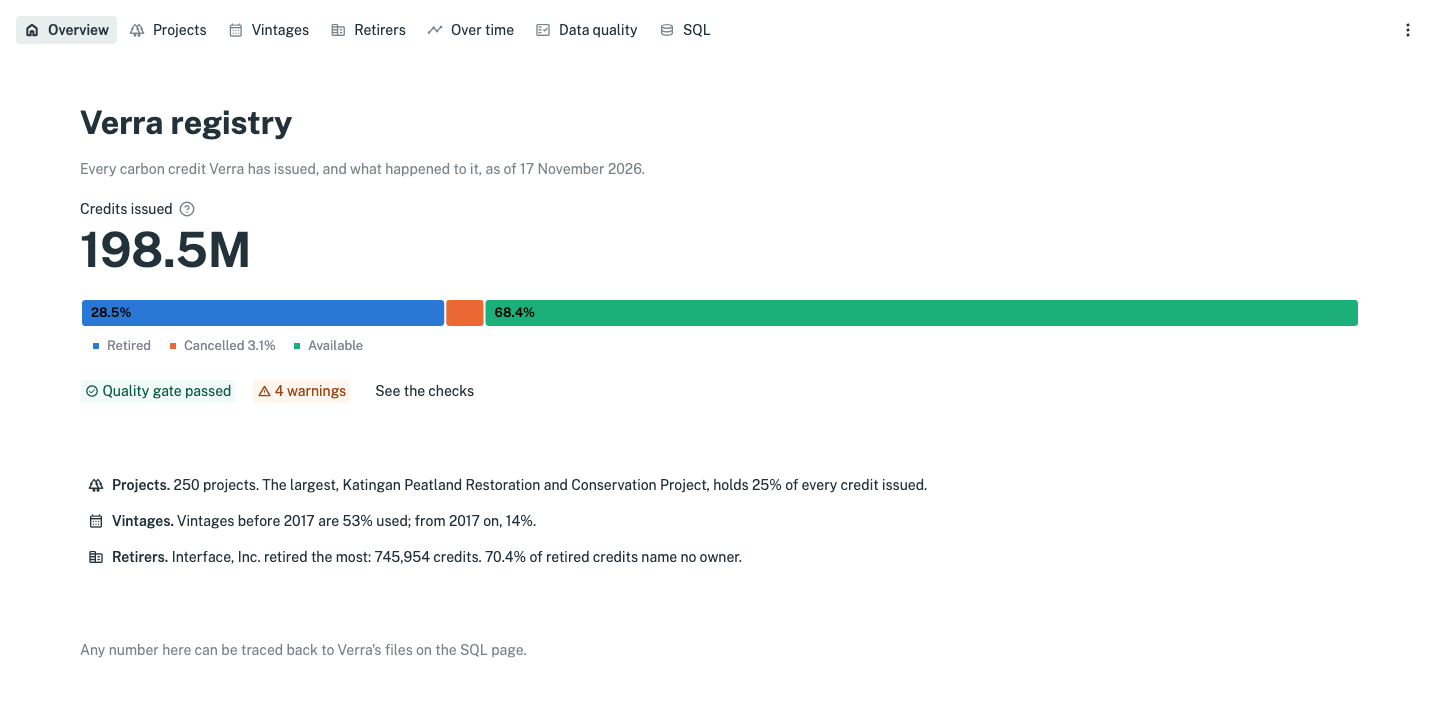 Overview Projects Vintages Retirers Over time Data quality SQL
Verra registry
Every carbon credit Verra has issued, and what happened to it, as of 17 November 2026.
Credits issued
198.5M
28.5% 68.4%
Retired Cancelled 3.1% Available
Quality gate passed 4 warnings See the checks
Projects. 250 projects. The largest, Katingan Peatland Restoration and Conservation Project, holds 25% of every credit issued.
Vintages. Vintages before 2017 are 53% used; from 2017 on, 14%.
Retirers. Interface, Inc. retired the most: 745,954 credits. 70.4% of retired credits name no owner.
Any number here can be traced back to Verra's files on the SQL page.